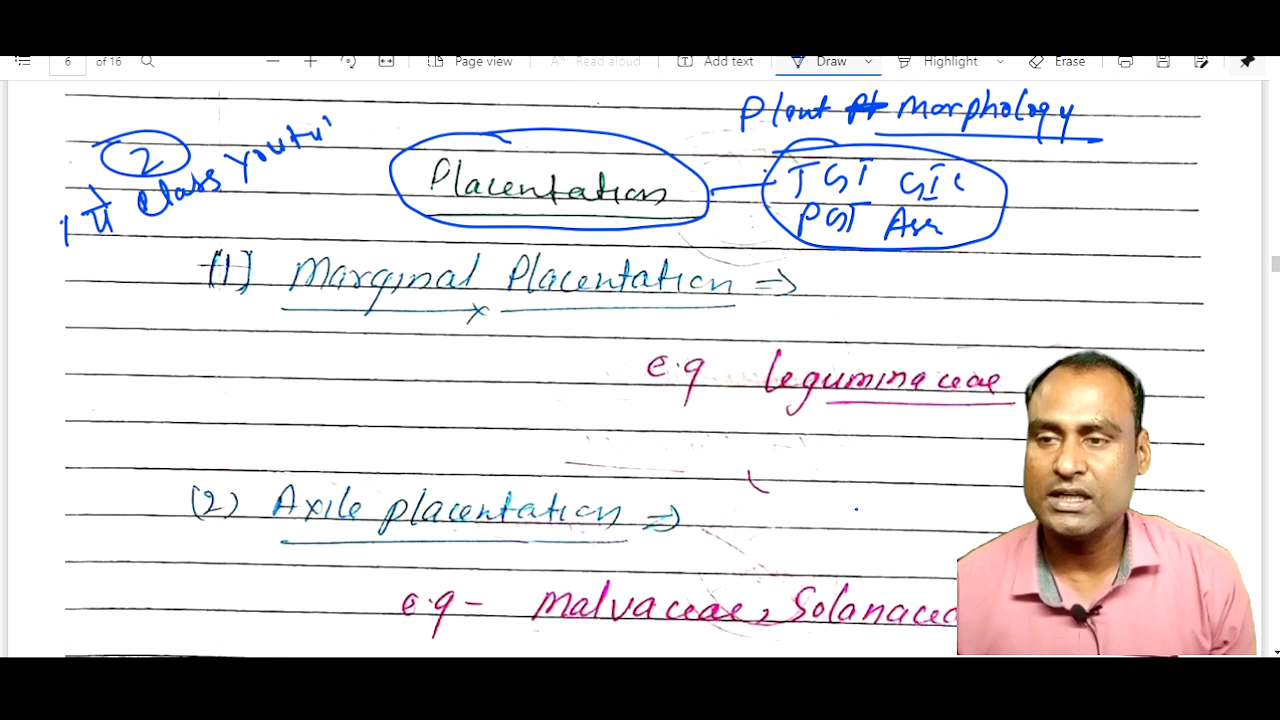 6 of 16 Page view Read aloud Add text Draw Highlight Erase
Plant Morphology
2
Class
Placentation
TGT GIC
PGT
(1) Marginal Placentation ⇒
e.g Leguminaceae
(2) Axile placentation ⇒
e.g - Malvaceae, Solanaceae